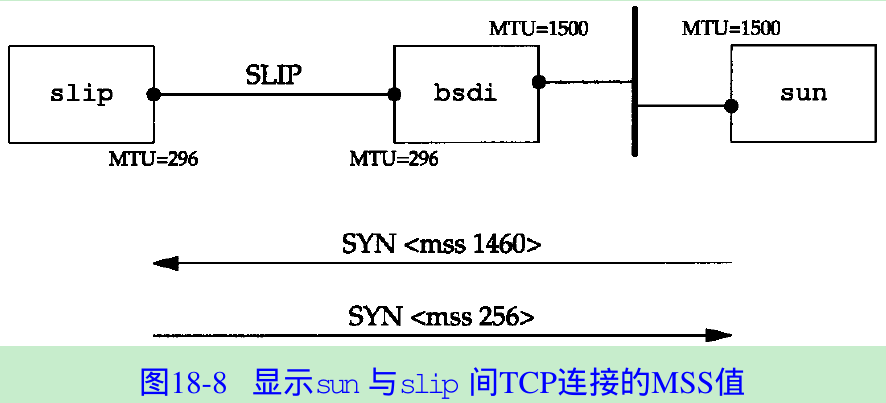 MTU=1500
MTU=1500
slip
SLIP
bsdi
sun
MTU=296
MTU=296
SYN <mss 1460>
SYN <mss 256>
图18-8 显示sun 与slip 间TCP连接的MSS值